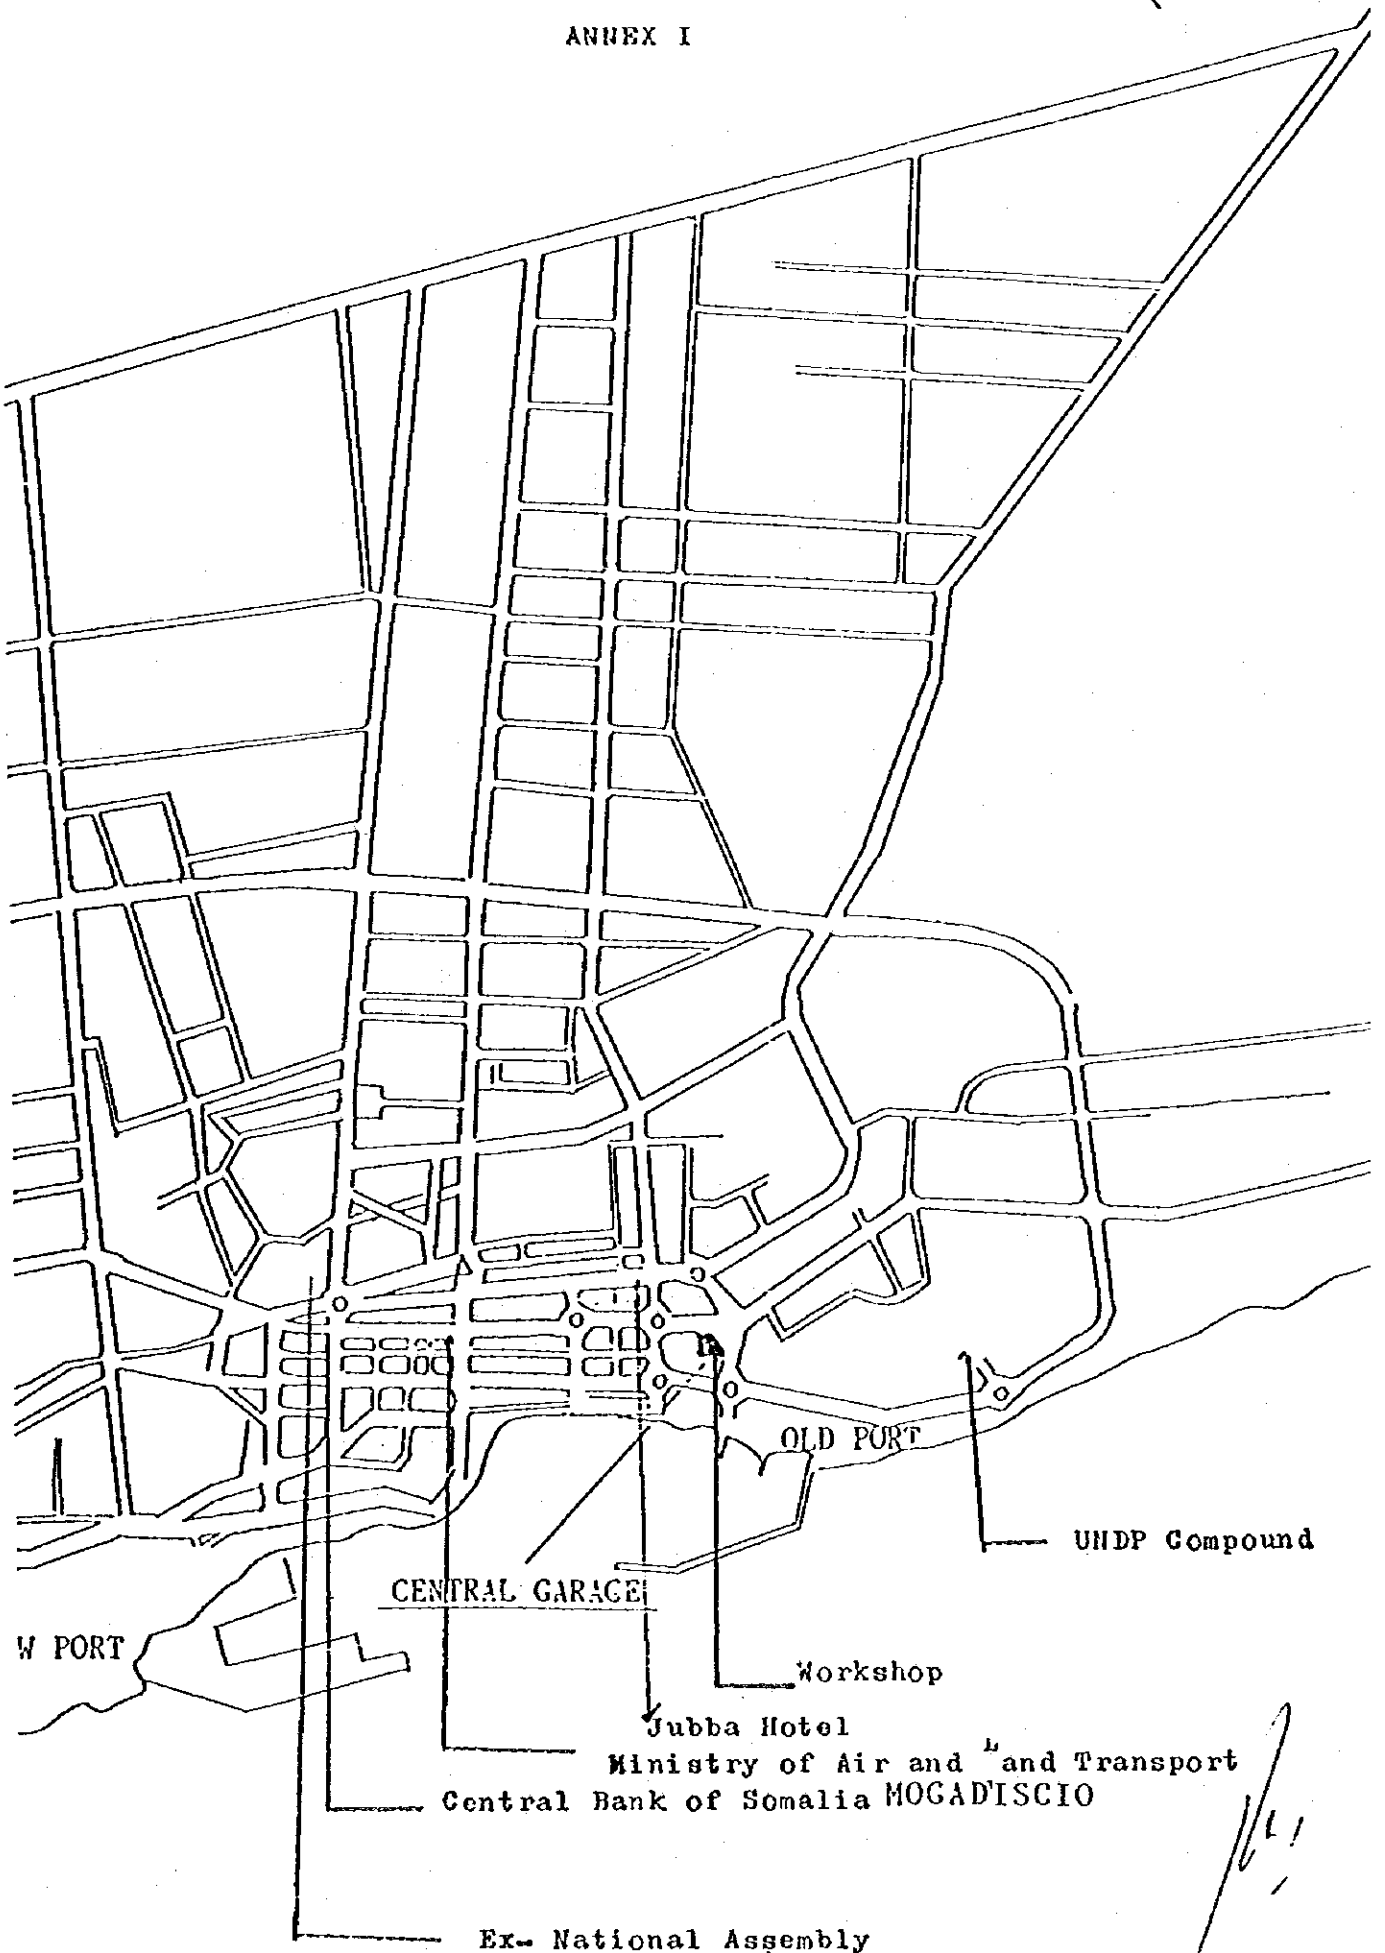 ANNEX I
OLD PORT
UNDP Compound
CENTRAL GARAGE
W PORT
Workshop
Jubba Hotel
Ministry of Air and Land Transport
Central Bank of Somalia MOGADISCIO
Ex- National Assembly